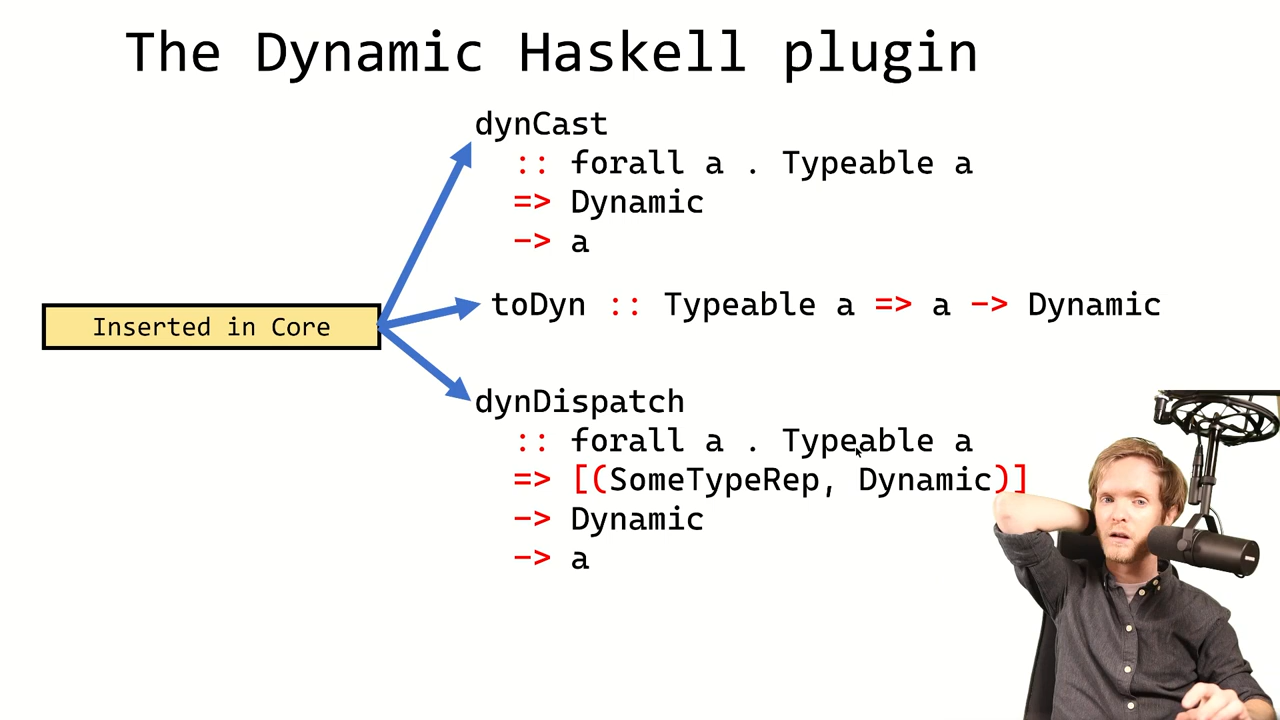 The Dynamic Haskell plugin
dynCast
:: forall a . Typeable a
=> Dynamic
-> a
Inserted in Core
toDyn :: Typeable a => a -> Dynamic
dynDispatch
:: forall a . Typeable a
=> [(SomeTypeRep, Dynamic)]
-> Dynamic
-> a